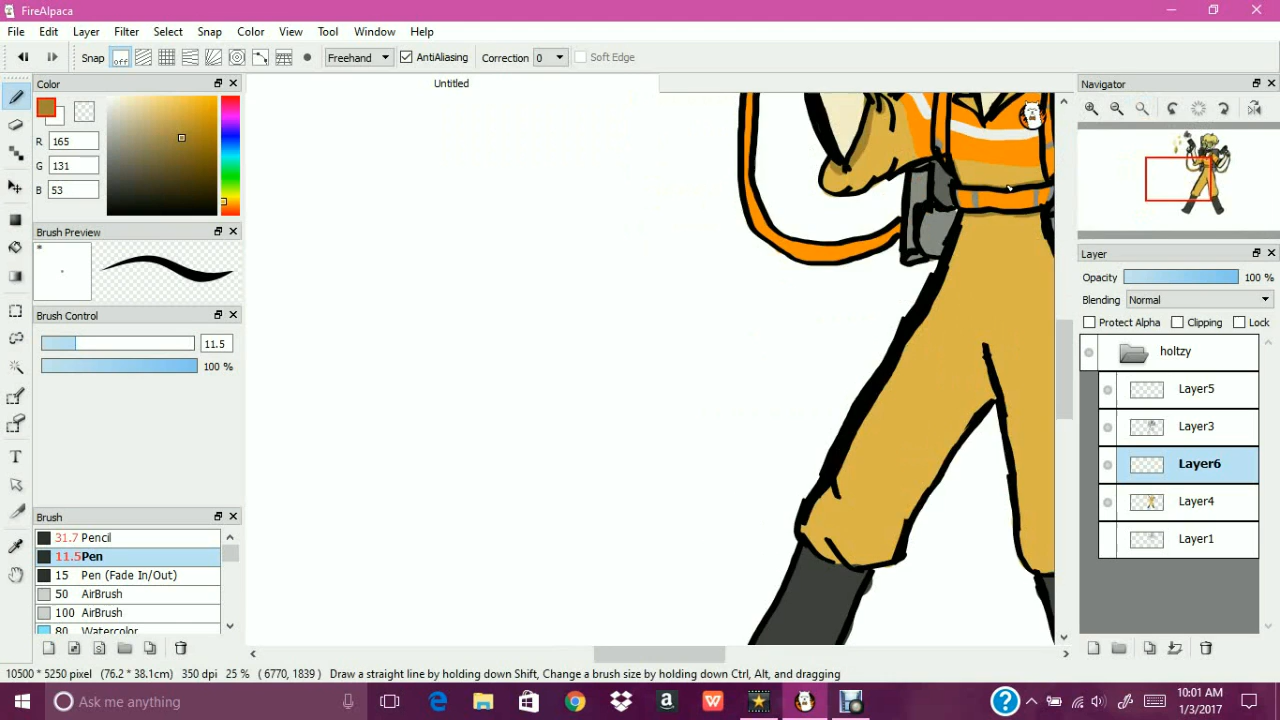 FireAlpaca
File Edit Layer Filter Select Snap Color View Tool Window Help
Snap off Freehand AntiAliasing Correction 0 Soft Edge
Color
R 165
G 131
B 53
Brush Preview
Brush Control
11.5
100 %
Brush
31.7 Pencil
11.5 Pen
15 Pen (Fade In/Out)
50 AirBrush
100 AirBrush
80 Watercolor
Untitled
Navigator
Layer
Opacity 100 %
Blending Normal
Protect Alpha Clipping Lock
holtzy
Layer5
Layer3
Layer6
Layer4
Layer1
10500 * 5250 pixel (76.2 * 38.1cm) 350 dpi 25 % ( 6770, 1839 ) Draw a straight line by holding down Shift, Change a brush size by holding down Ctrl, Alt, and dragging
Ask me anything
10:01 AM
1/3/2017